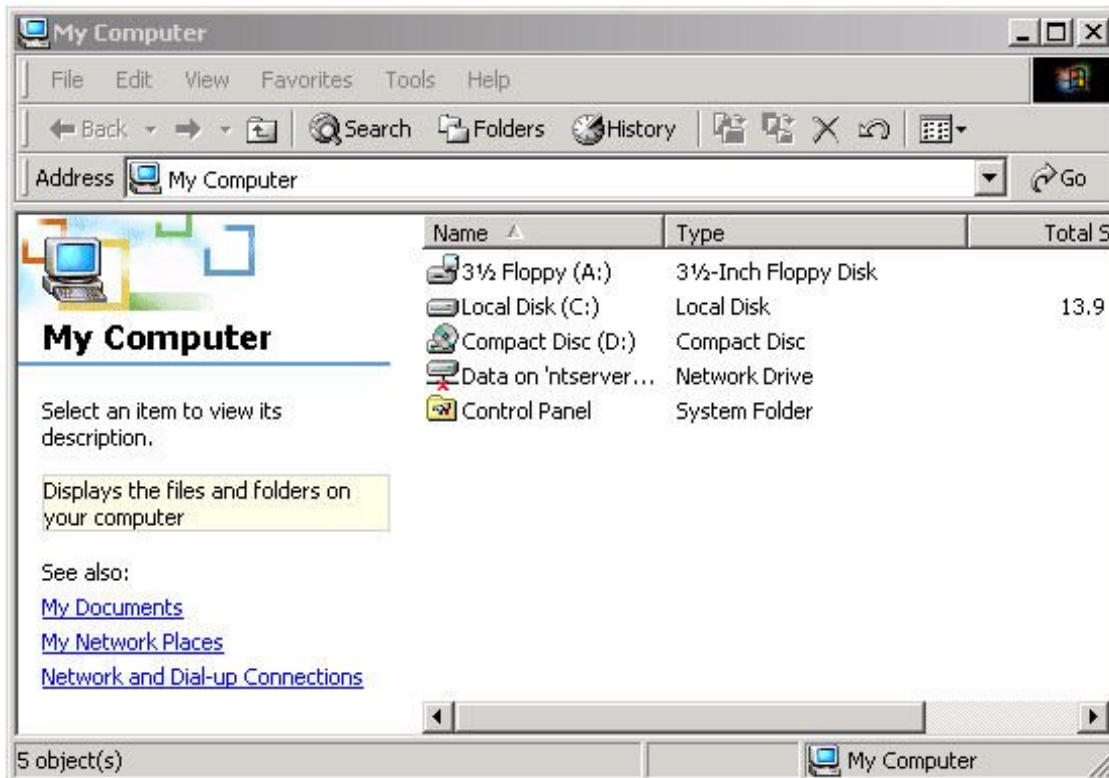 My Computer
File Edit View Favorites Tools Help
Back Search Folders History
Address My Computer Go
Name Type Total S
3½ Floppy (A:) 3½-Inch Floppy Disk
Local Disk (C:) Local Disk 13.9
Compact Disc (D:) Compact Disc
Data on 'ntserver... Network Drive
Control Panel System Folder
My Computer
Select an item to view its
description.
Displays the files and folders on
your computer
See also:
My Documents
My Network Places
Network and Dial-up Connections
5 object(s) My Computer